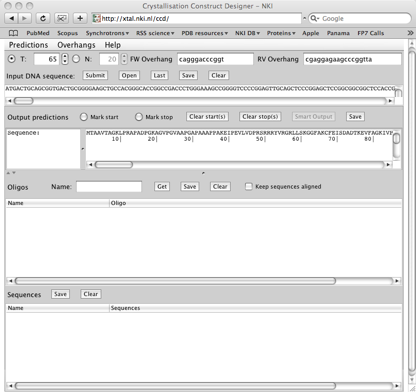 Crystallisation Construct Designer – NKI
http://xtal.nki.nl/ccd/
PubMed Scopus Synchrotrons RSS science PDB resources NKI DB Proteins Apple Panama FP7 Calls
Predictions Overhangs Help
T: 65 N: 20 FW Overhang cagggacccggt RV Overhang cgaggagaagcccggtta
Input DNA sequence: Submit Open Last Save Clear
Output predictions Mark start Mark stop Clear start(s) Clear stop(s) Smart Output Save
Sequence:
10| 20| 30| 40| 50| 60| 70| 80|
Oligos Name: Get Save Clear Keep sequences aligned
Name Oligo
Sequences Save Clear
Name Sequences